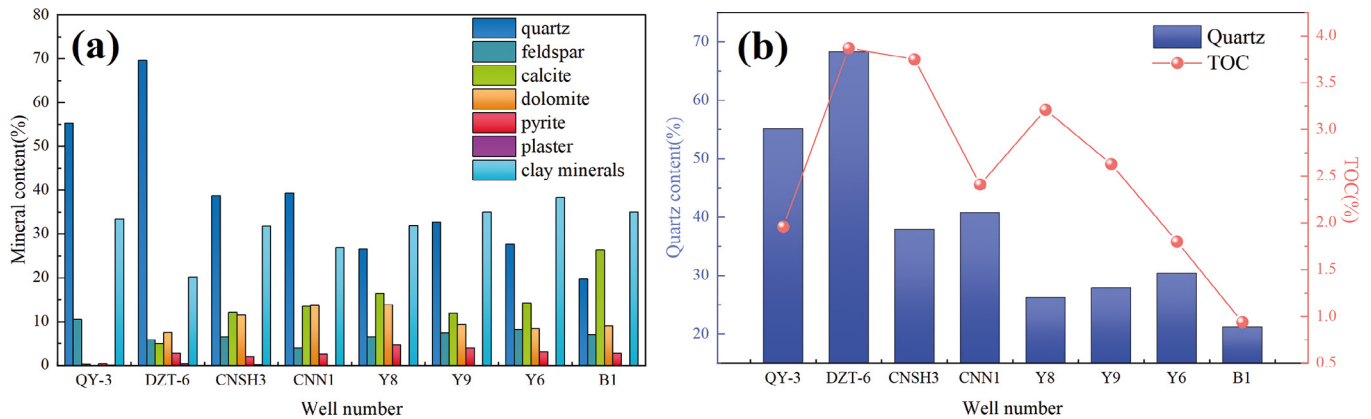 (a)
quartz
feldspar
calcite
dolomite
pyrite
plaster
clay minerals
Mineral content(%)
80
70
60
50
40
30
20
10
0
QY-3 DZT-6 CNSH3 CNN1 Y8 Y9 Y6 B1
Well number
(b)
Quartz
TOC
Quartz content(%)
70
60
50
40
30
20
TOC(%)
4.0
3.5
3.0
2.5
2.0
1.5
1.0
0.5
QY-3 DZT-6 CNSH3 CNN1 Y8 Y9 Y6 B1
Well number